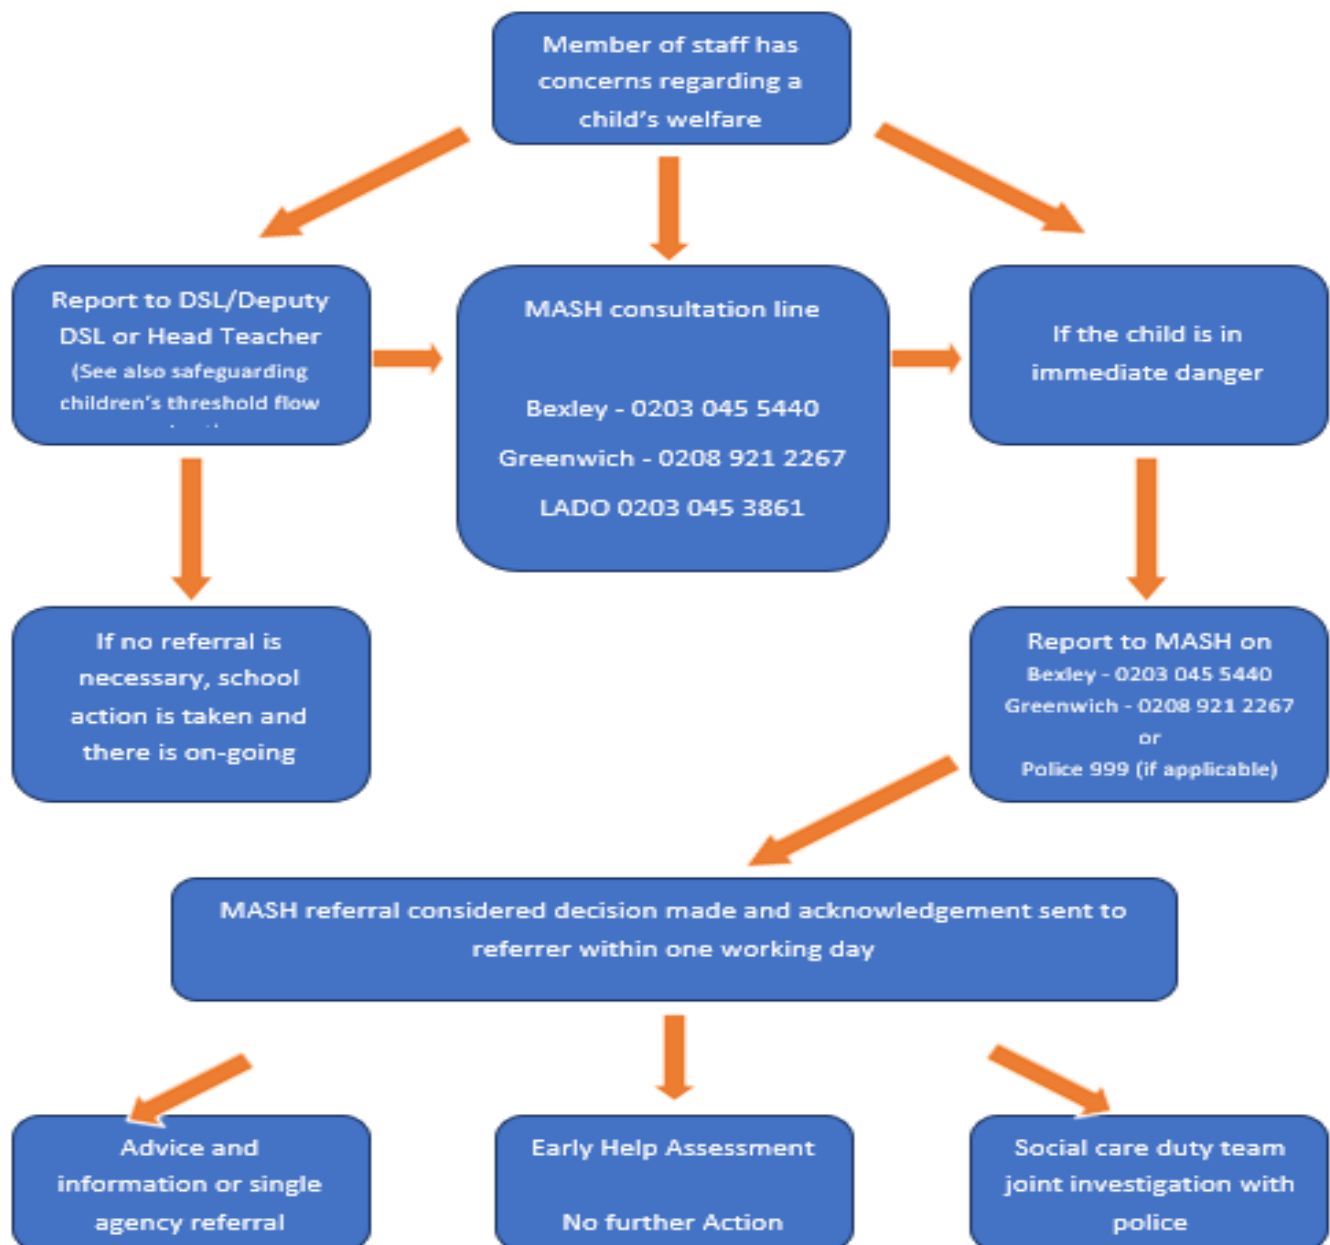 Member of staff has
concerns regarding a
child's welfare
Report to DSL/Deputy
DSL or Head Teacher
(See also safeguarding
children's threshold flow
MASH consultation line
Bexley - 0203 045 5440
Greenwich - 0208 921 2267
LADO 0203 045 3861
If the child is in
immediate danger
If no referral is
necessary, school
action is taken and
there is on-going
Report to MASH on
Bexley - 0203 045 5440
Greenwich - 0208 921 2267
or
Police 999 (if applicable)
MASH referral considered decision made and acknowledgement sent to
referrer within one working day
Advice and
information or single
agency referral
Early Help Assessment
No further Action
Social care duty team
joint investigation with
police